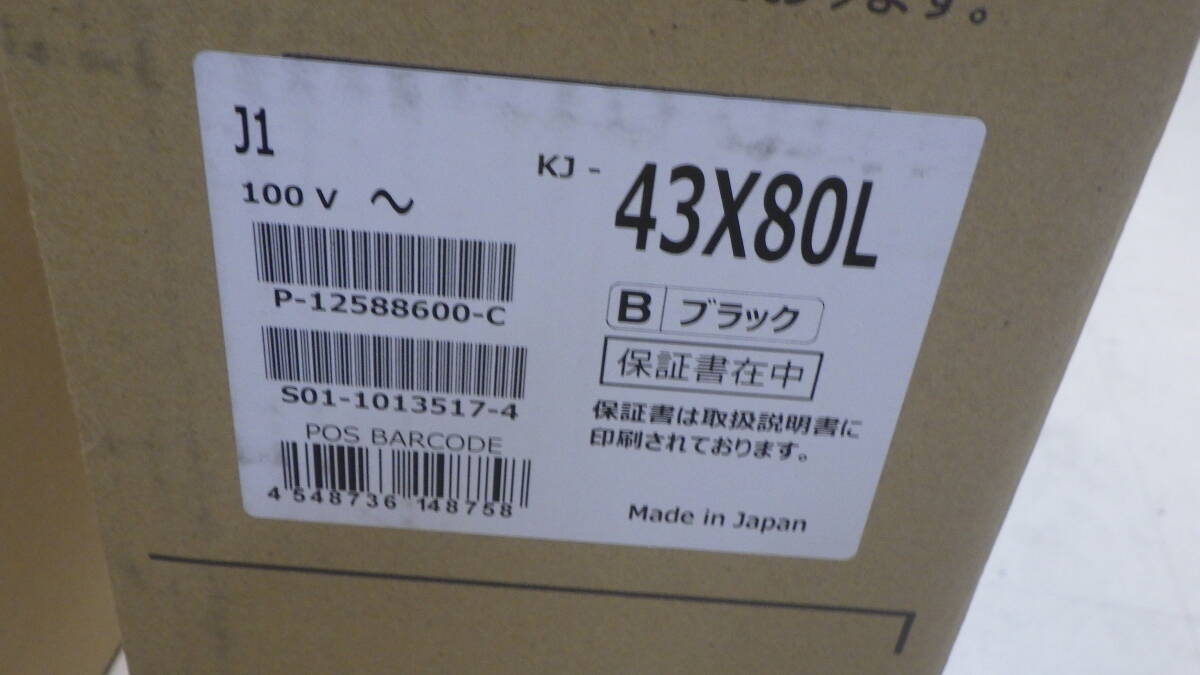 ます。
J1
KJ-43X80L
100 V ～
P-12588600-C
B ブラック
S01-1013517-4
保証書在中
保証書は取扱説明書に
印刷されております。
POS BARCODE
4 548736 148758
Made in Japan